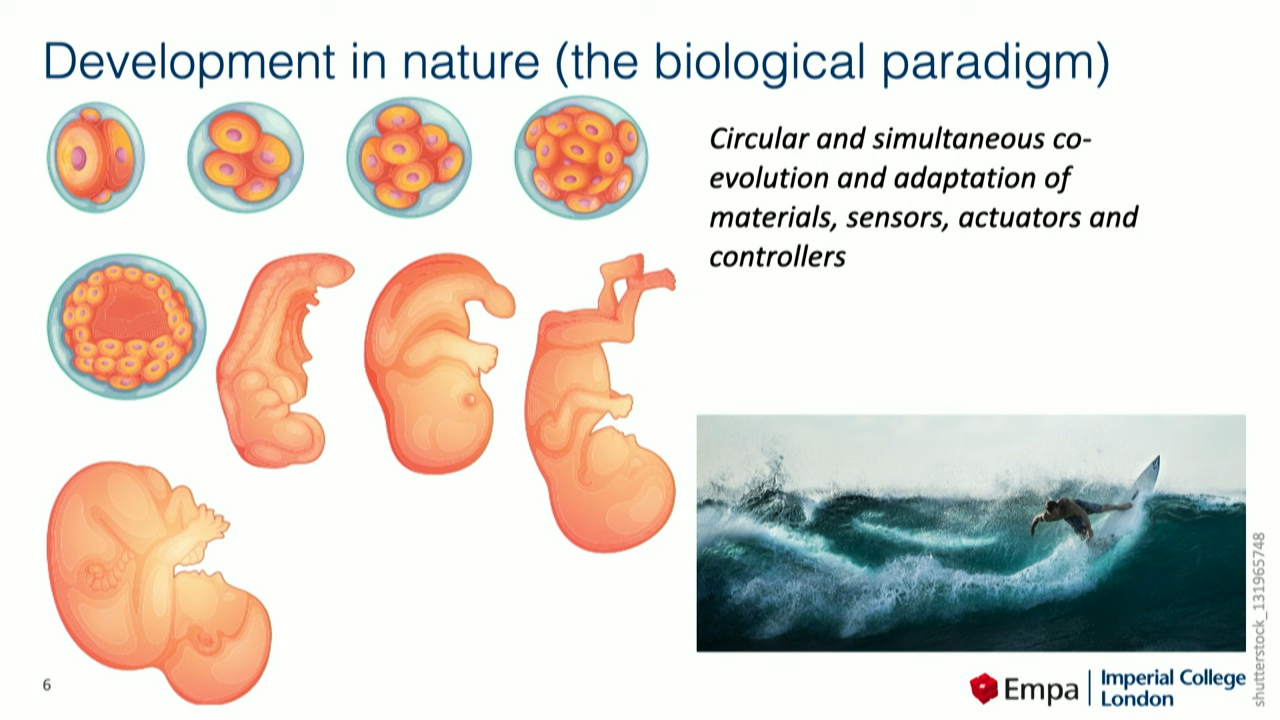 Development in nature (the biological paradigm)
Circular and simultaneous co-
evolution and adaptation of
materials, sensors, actuators and
controllers
shutterstock_131965748
6
Empa
Imperial College
London